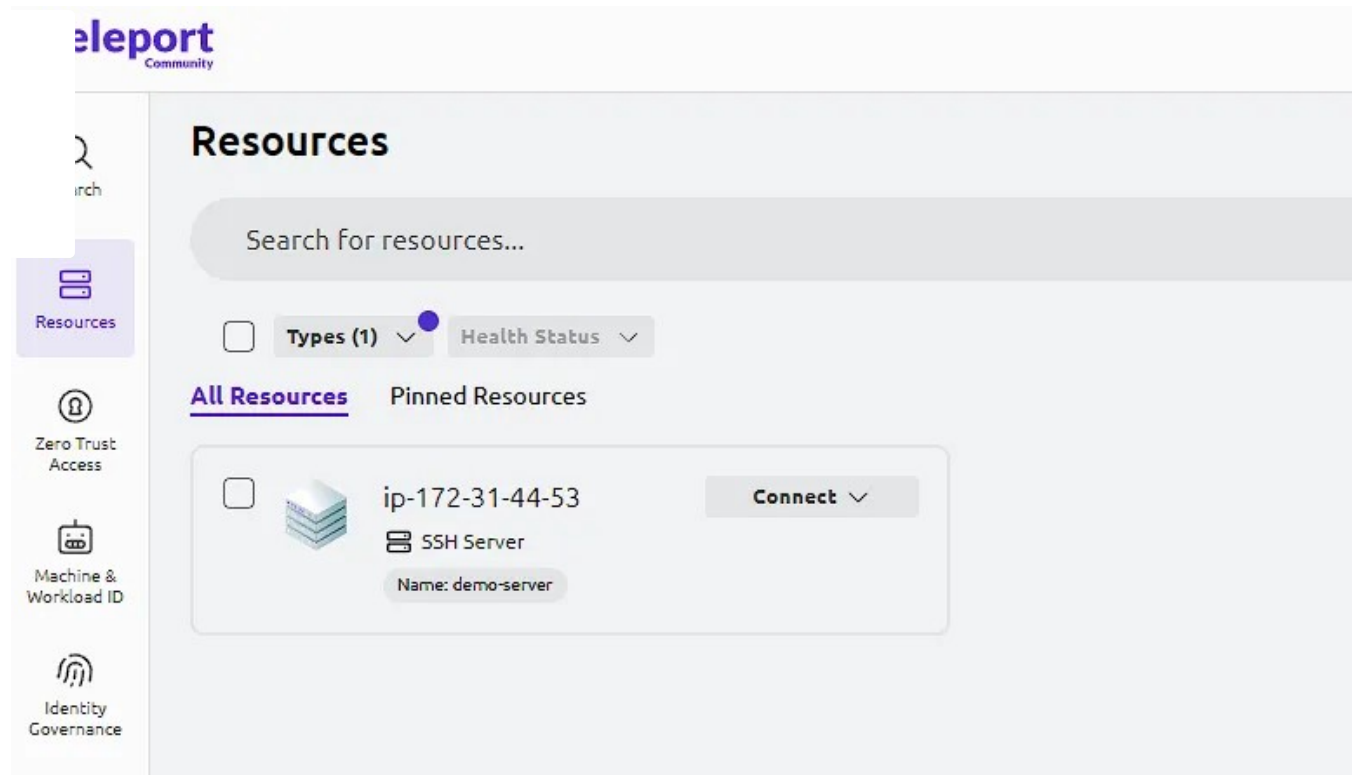 eleport
Community
Resources
rch
Search for resources...
Resources
Types (1)
Health Status
All Resources
Pinned Resources
Zero Trust
Access
ip-172-31-44-53
Connect
SSH Server
Name: demo-server
Machine &
Workload ID
Identity
Governance